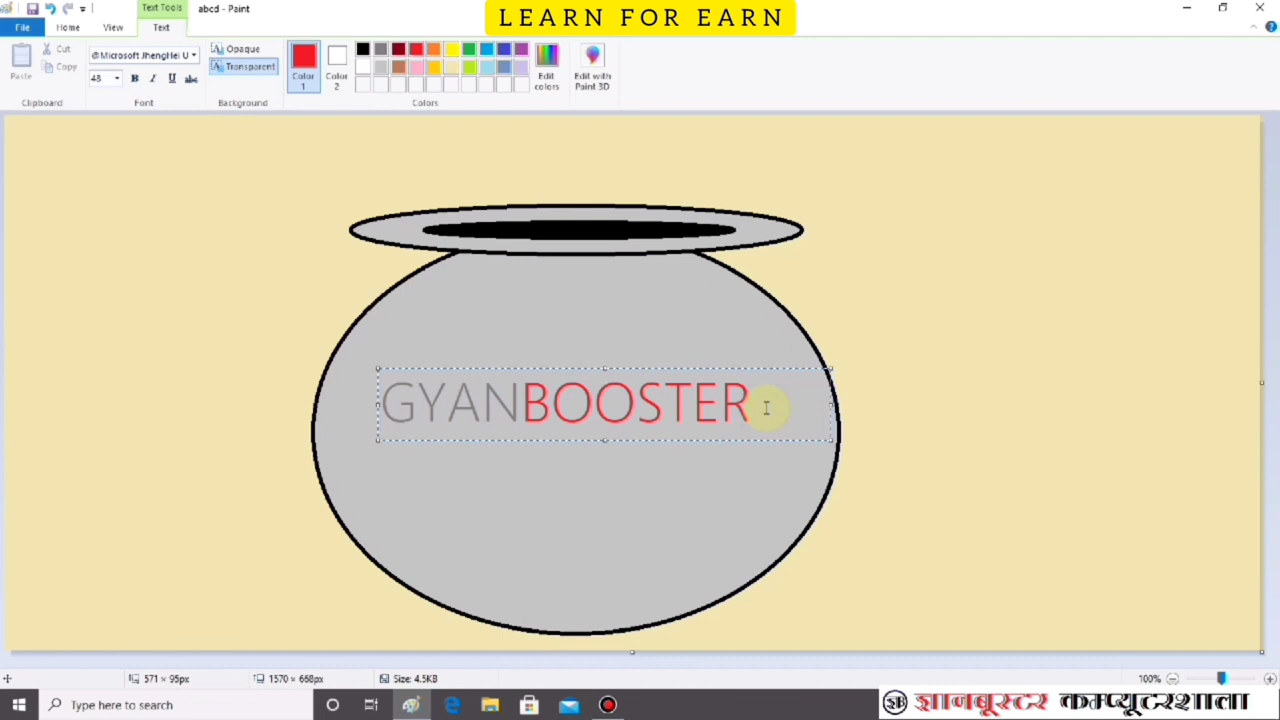 LEARN FOR EARN
Text Tools
abcd - Paint
File
Home
View
Text
Paste
Cut
Copy
Clipboard
@Microsoft JhengHei U
48
B I U abc
Font
Opaque
Transparent
Background
Color 1
Color 2
Edit colors
Colors
Edit with Paint 3D
GYANBOOSTER
571 × 95px
1570 × 668px
Size: 4.5KB
100%
Type here to search
GB ज्ञानबूस्टर कम्प्यूटरशाला